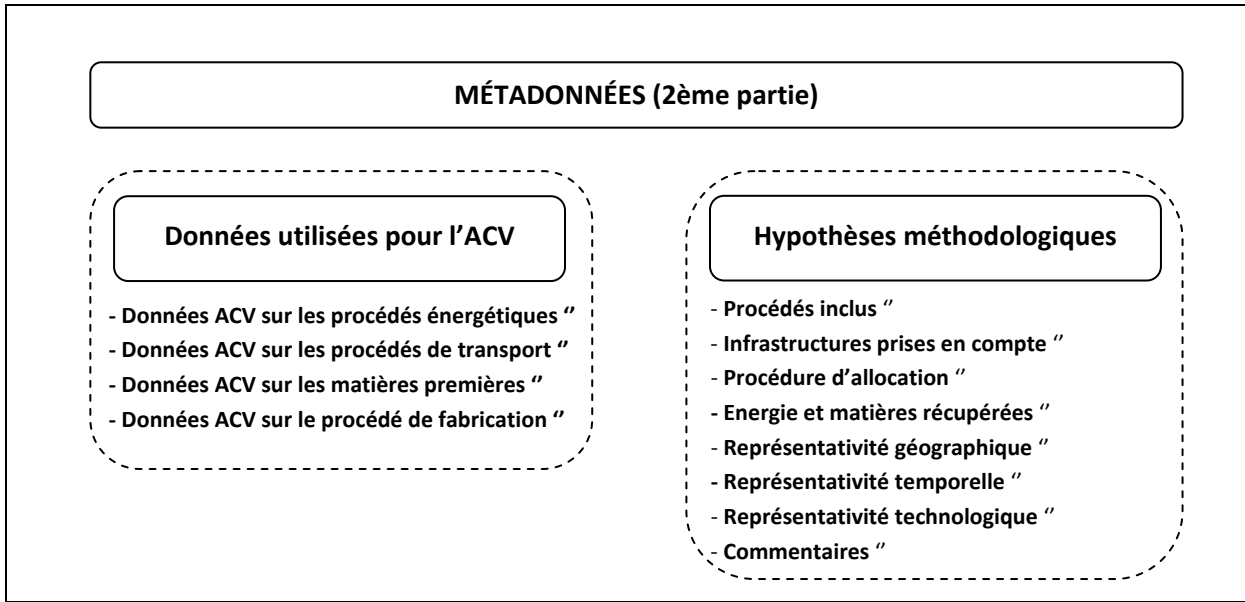 MÉTADONNÉES (2ème partie)
Données utilisées pour l’ACV
- Données ACV sur les procédés énergétiques ‘’
- Données ACV sur les procédés de transport ‘’
- Données ACV sur les matières premières ‘’
- Données ACV sur le procédé de fabrication ‘’
Hypothèses méthodologiques
- Procédés inclus ‘’
- Infrastructures prises en compte ‘’
- Procédure d’allocation ‘’
- Energie et matières récupérées ‘’
- Représentativité géographique ‘’
- Représentativité temporelle ‘’
- Représentativité technologique ‘’
- Commentaires ‘’